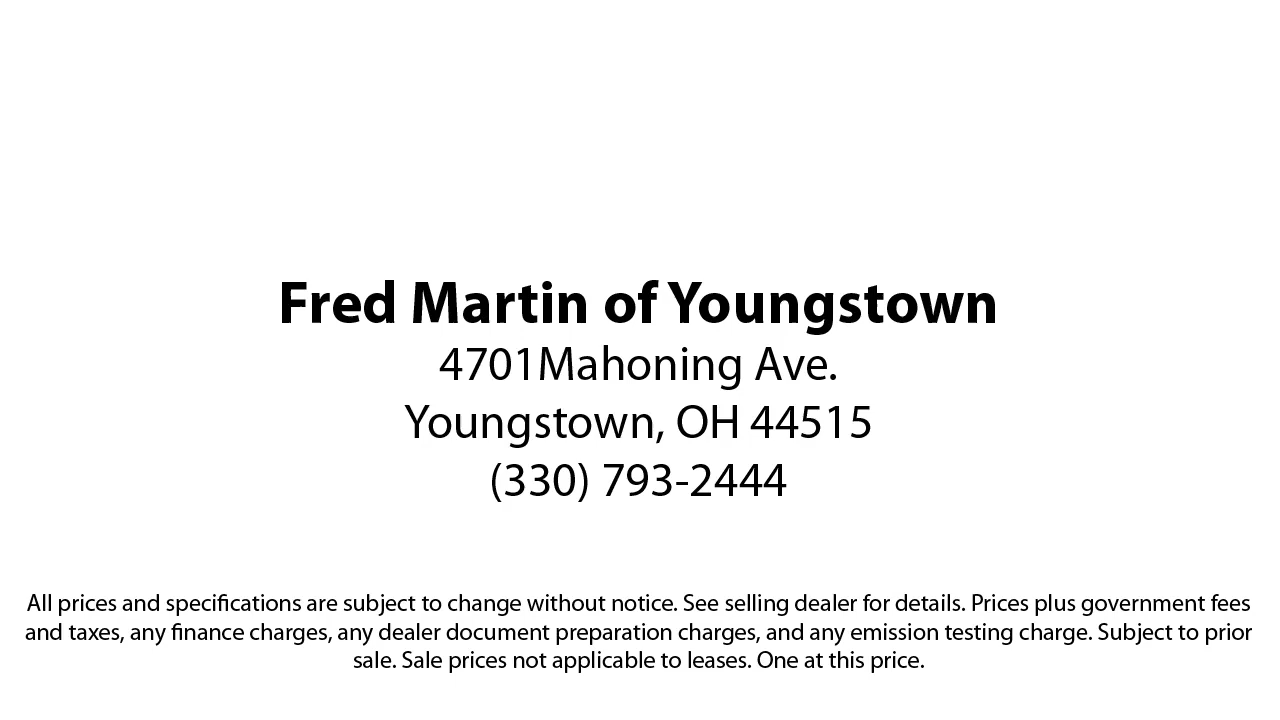 Fred Martin of Youngstown
4701Mahoning Ave.
Youngstown, OH 44515
(330) 793-2444
All prices and specifications are subject to change without notice. See selling dealer for details. Prices plus government fees
and taxes, any finance charges, any dealer document preparation charges, and any emission testing charge. Subject to prior
sale. Sale prices not applicable to leases. One at this price.